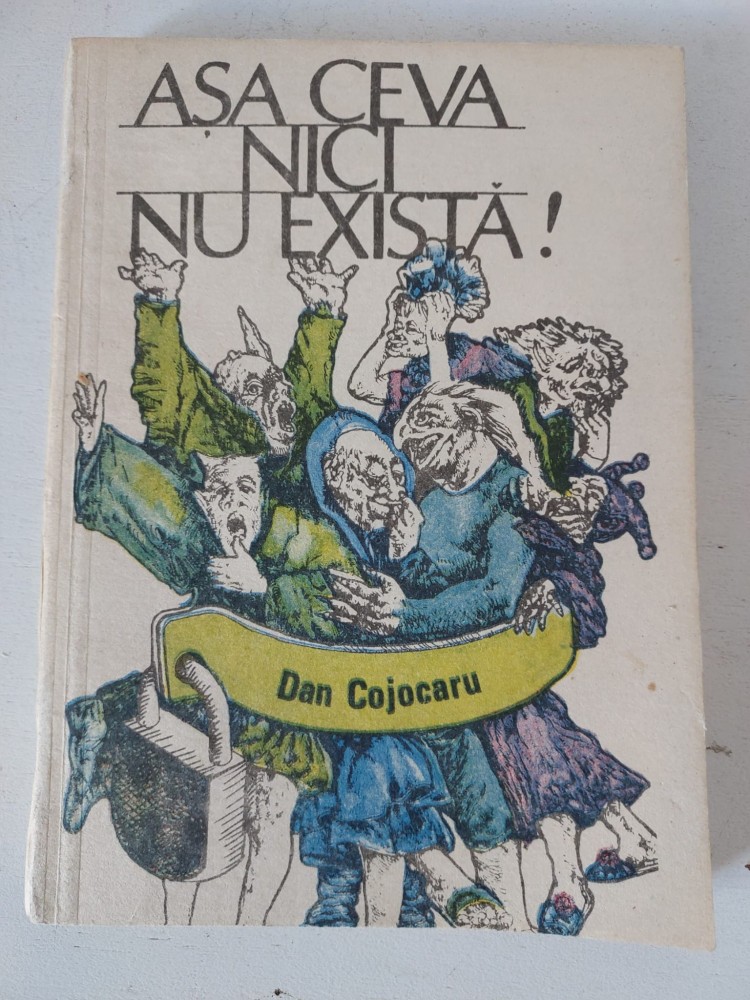 AȘA CEVA
NICI
NU EXISTĂ !
Dan Cojocaru